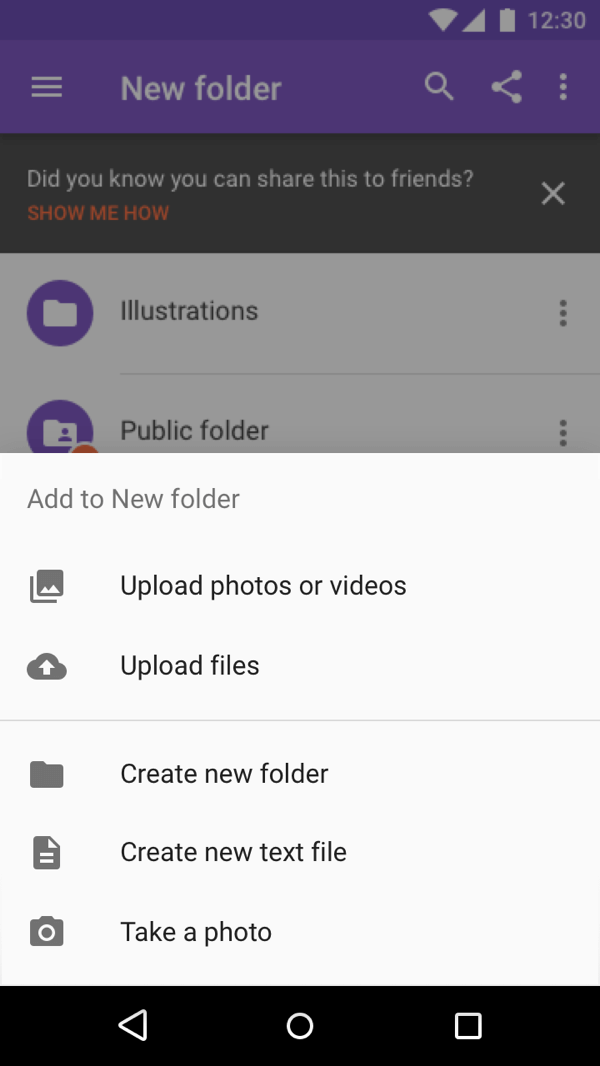 12:30
New folder
Did you know you can share this to friends?
SHOW ME HOW
Illustrations
Public folder
Add to New folder
Upload photos or videos
Upload files
Create new folder
Create new text file
Take a photo